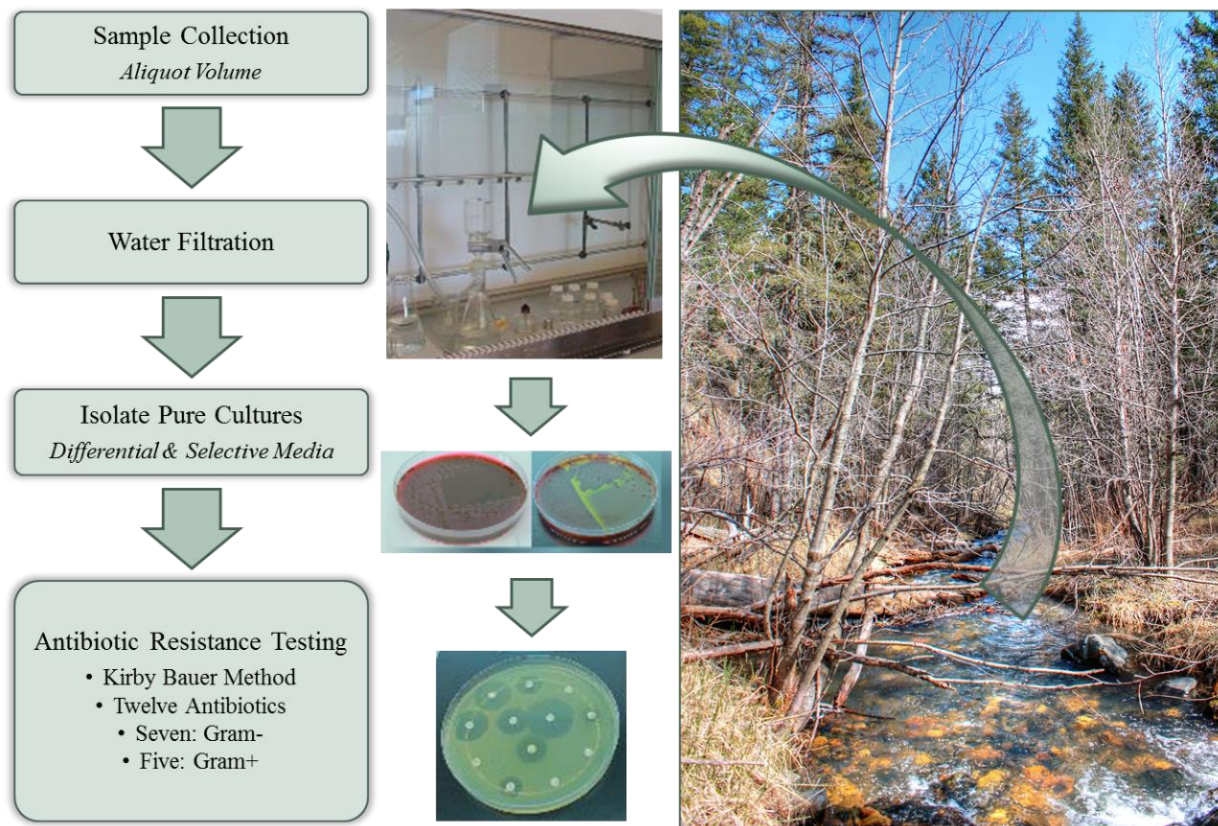 Sample Collection
Aliquot Volume
Water Filtration
Isolate Pure Cultures
Differential & Selective Media
Antibiotic Resistance Testing
• Kirby Bauer Method
• Twelve Antibiotics
• Seven: Gram-
• Five: Gram+